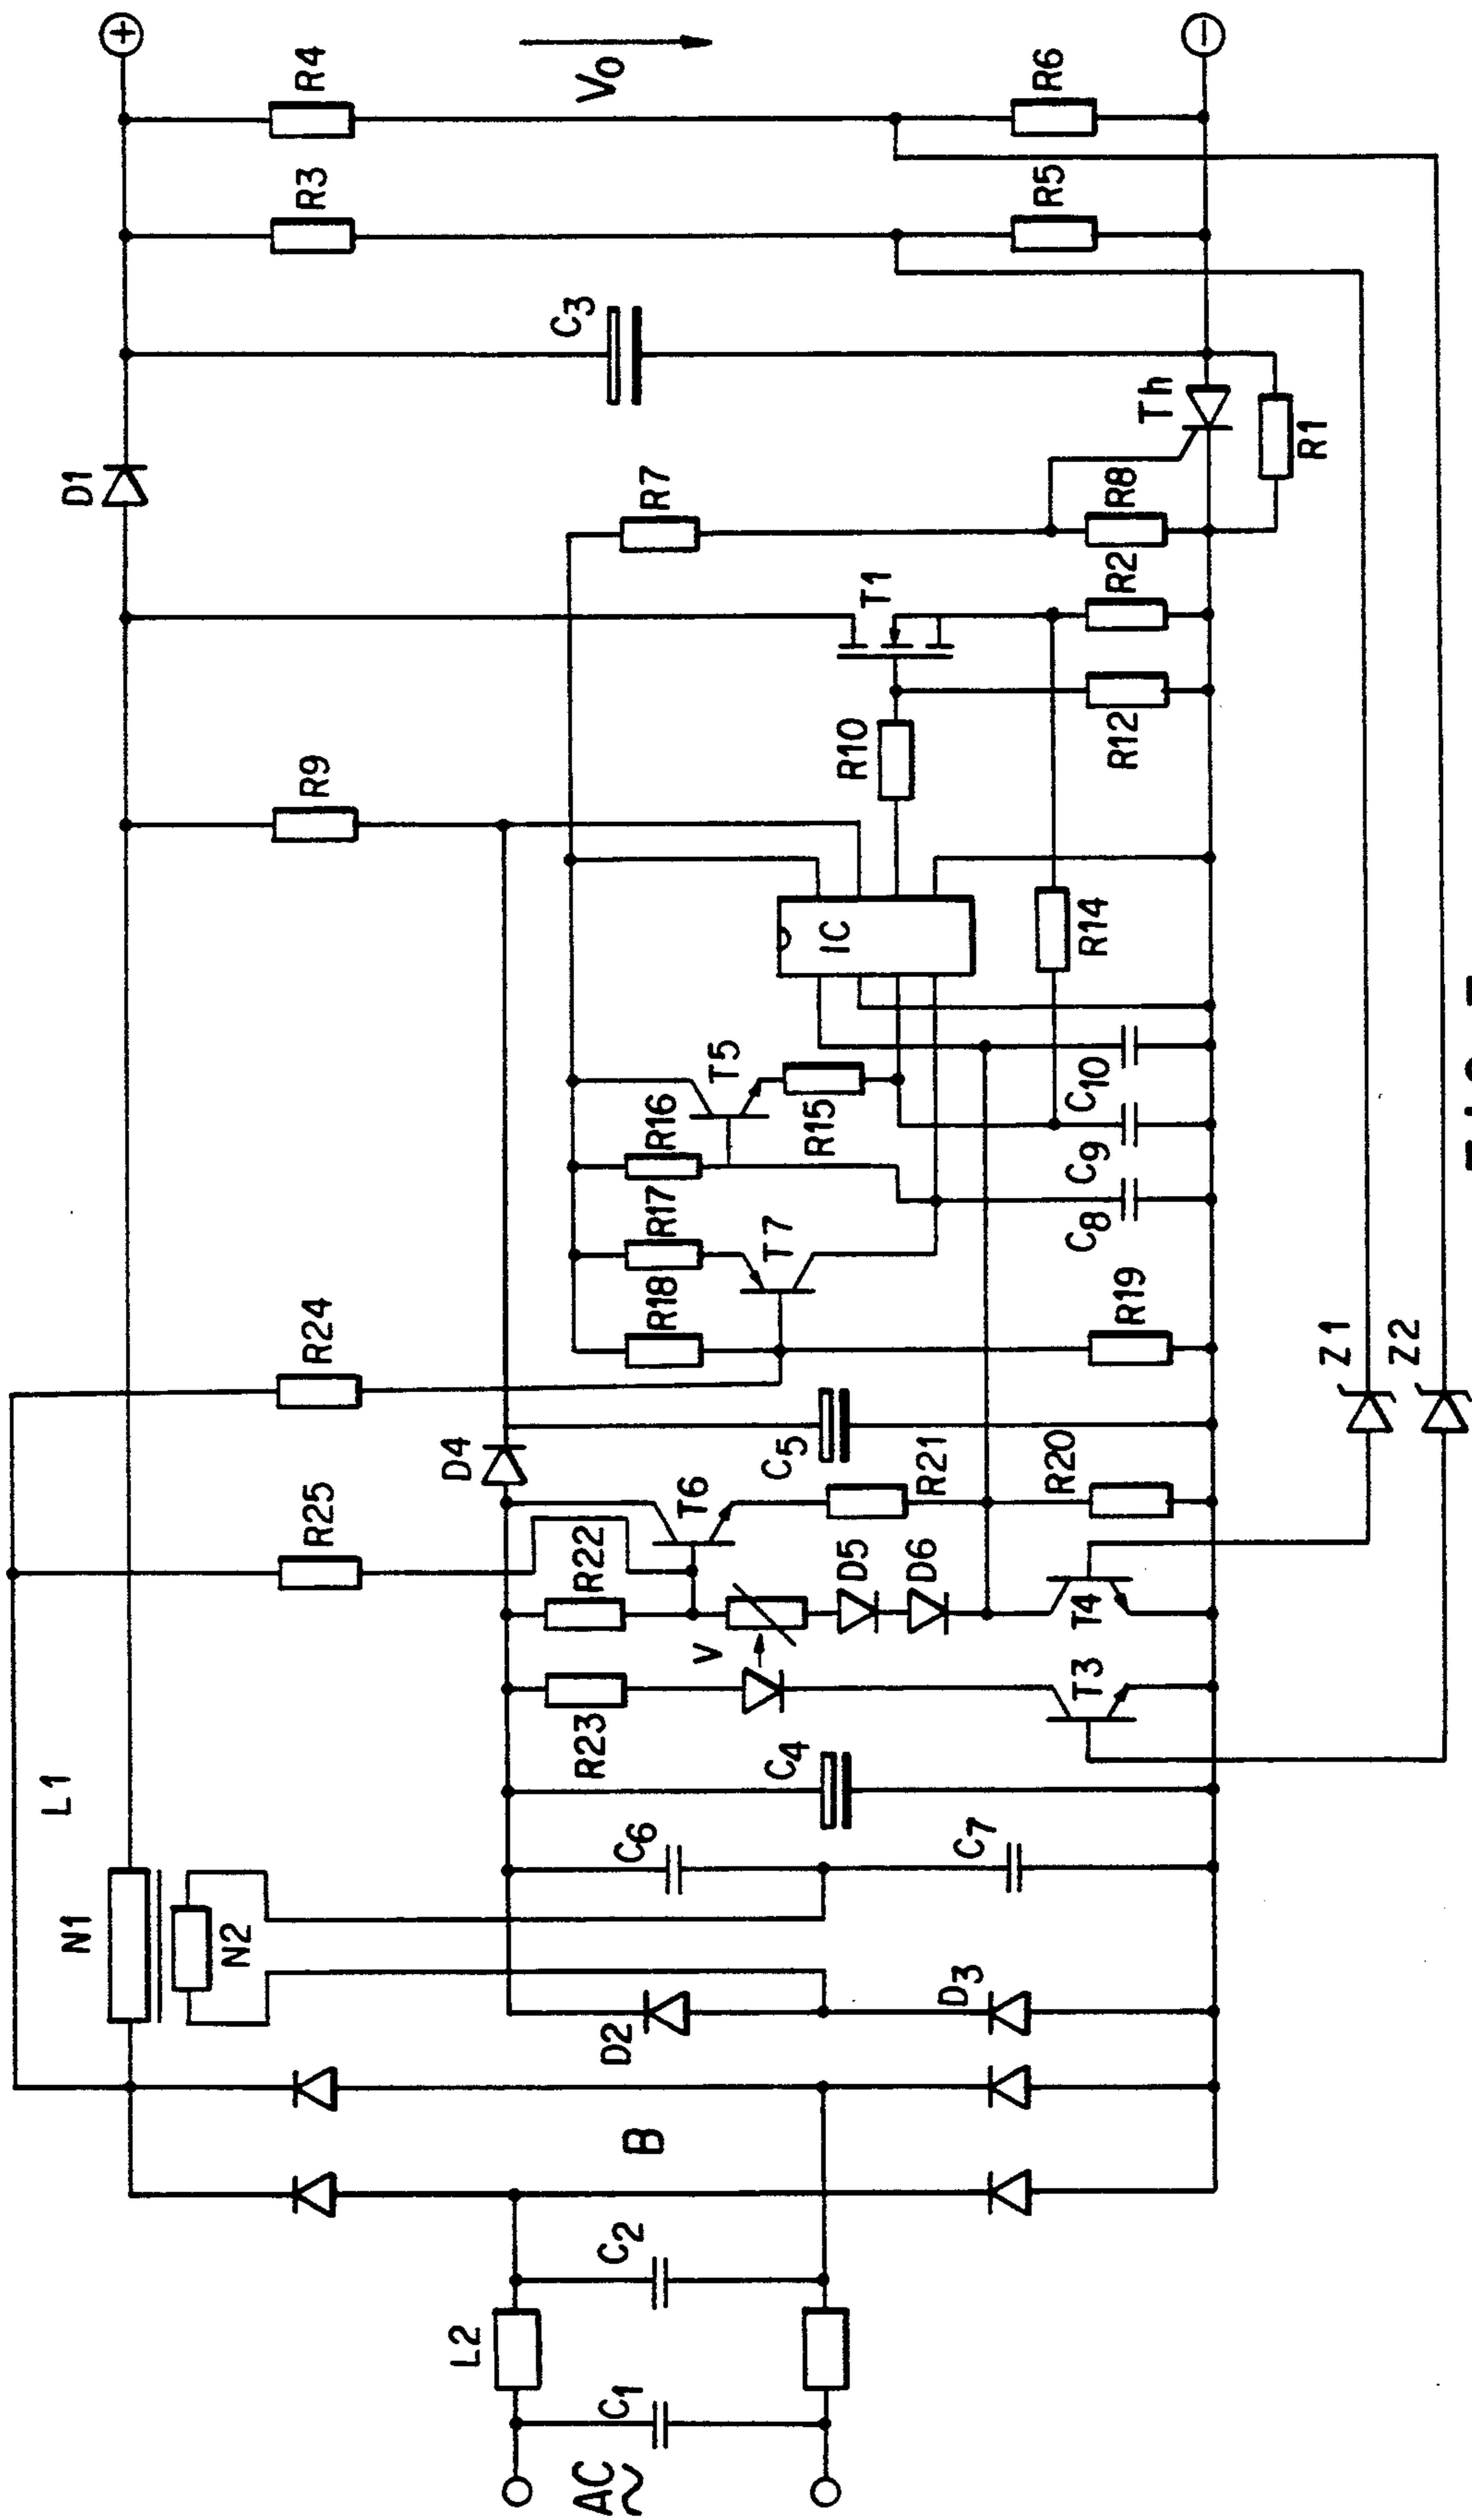 AC
~
C1
L2
C2
B
D2
D3
N1
N2
L1
C6
C7
C4
R23
V
T3
T4
R22
R25
D5
D6
T6
R21
R20
D4
C5
R24
R18
R17
R16
T7
R19
T5
R15
C8
C9
C10
IC
R14
R9
R10
R12
R2
T1
R7
R8
D1
Th
R1
C3
R3
R5
R4
R6
V0
+
−
Z1
Z2